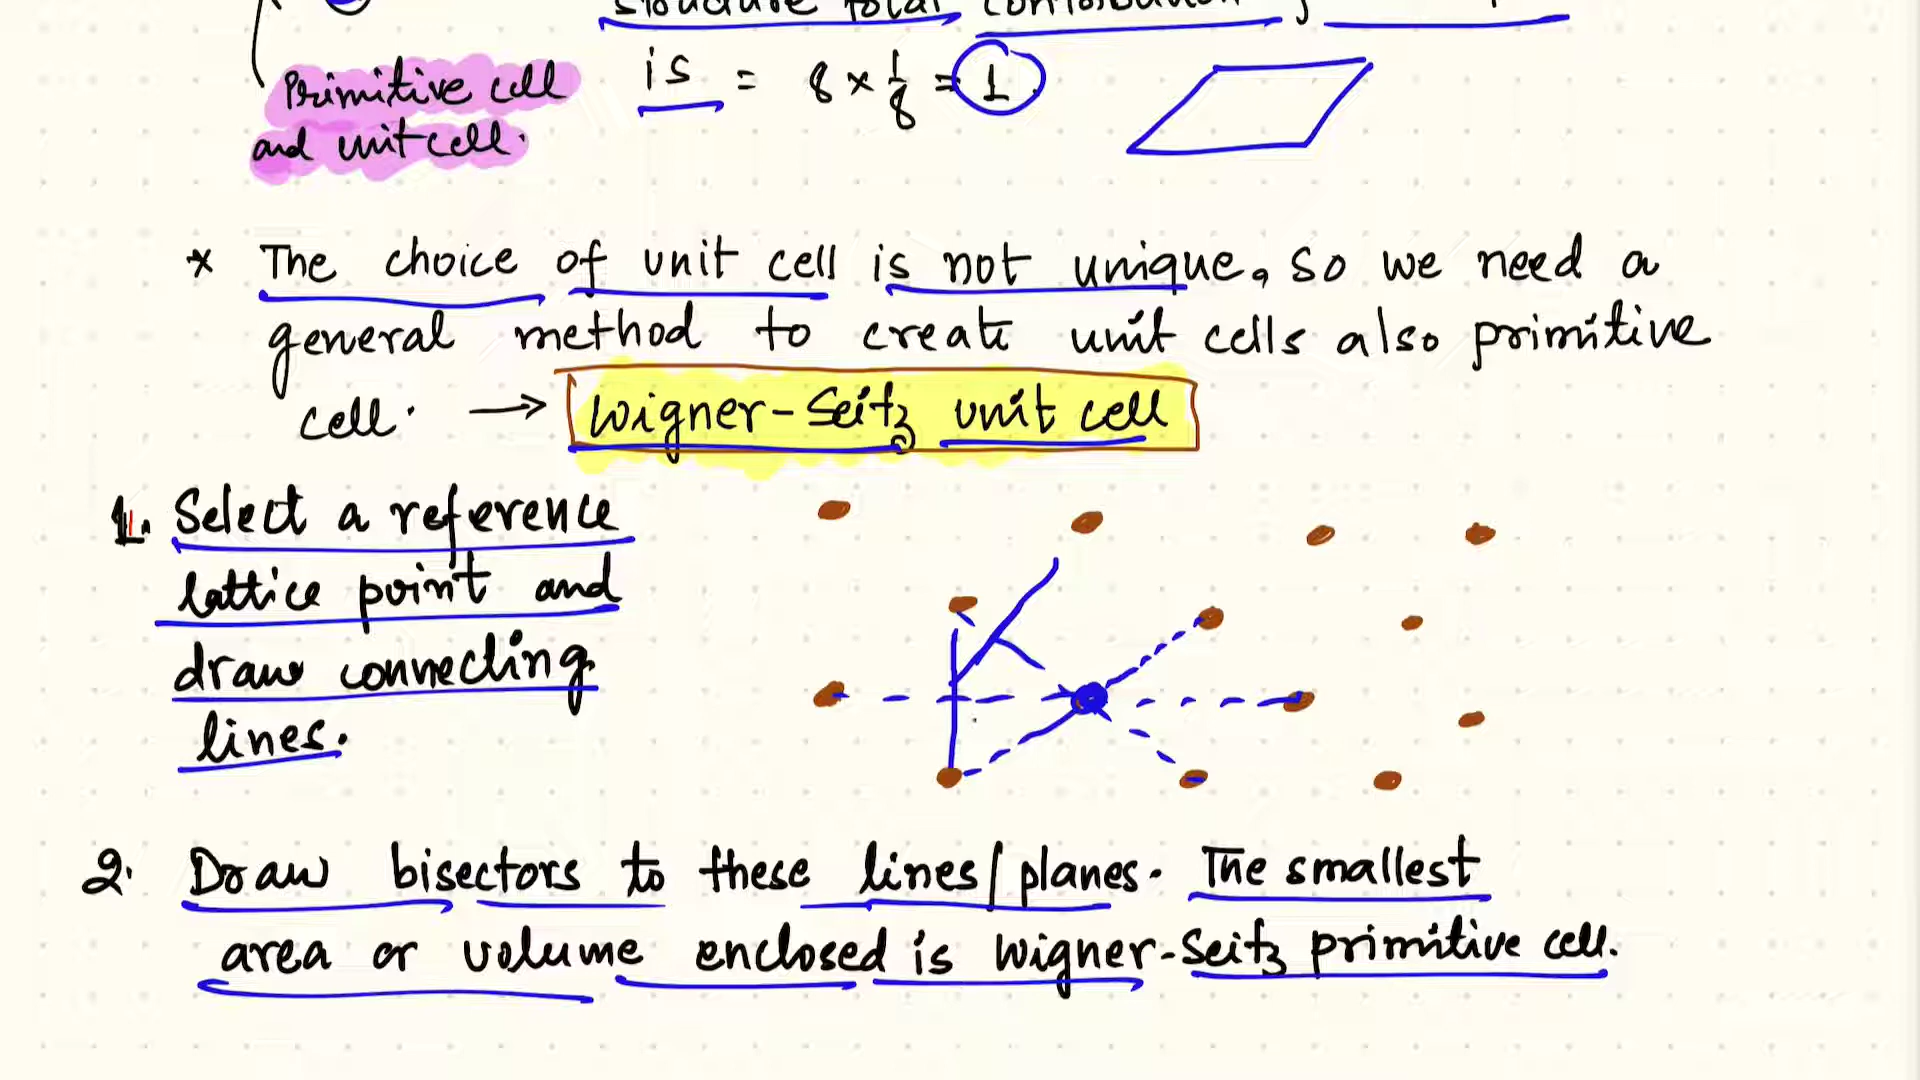 structure total contribution
Primitive cell
and unit cell.
is = 8 × 1/8 = 1
* The choice of unit cell is not unique, so we need a
general method to create unit cells also primitive
cell. → Wigner-Seitz unit cell
1. Select a reference
lattice point and
draw connecting
lines.
2. Draw bisectors to these lines/planes. The smallest
area or volume enclosed is Wigner-Seitz primitive cell.